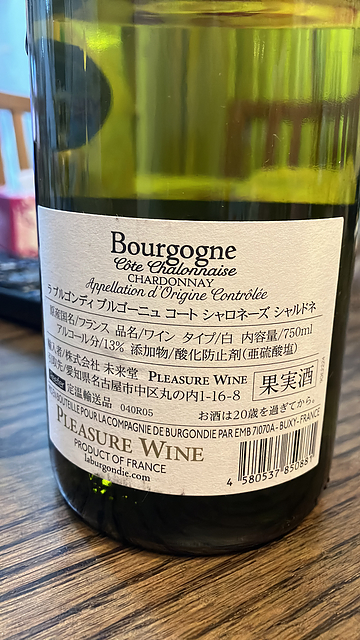 Bourgogne
Côte Chalonnaise
CHARDONNAY
Appellation d'Origine Contrôlée
ラ ブルゴンディ ブルゴーニュ コート シャロネーズ シャルドネ
原産国名/フランス 品名/ワイン タイプ/白 内容量/750ml
アルコール分/13% 添加物/酸化防止剤(亜硫酸塩)
輸入者/株式会社 未来堂 PLEASURE WINE
引取先/愛知県名古屋市中区丸の内1-16-8
定温輸送品 040R05
果実酒
お酒は20歳を過ぎてから。
EMBOUTEILLE POUR LA COMPAGNIE DE BURGONDIE PAR EMB 71070A - BUXY - FRANCE
PLEASURE WINE
PRODUCT OF FRANCE
laburgondie.com
4 580537 850887